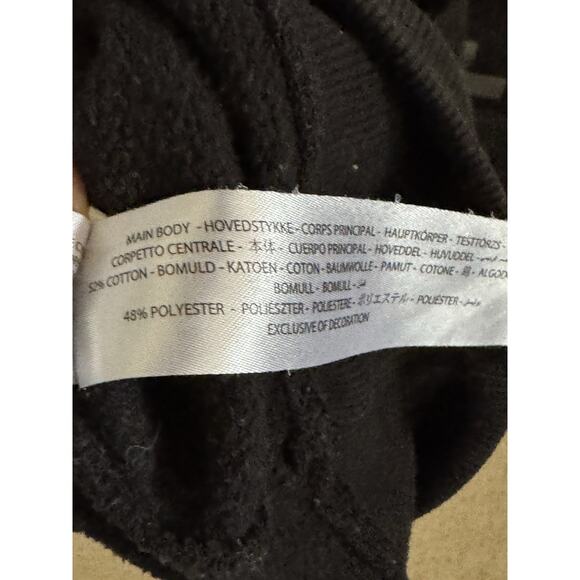 MAIN BODY - HOVEDSTYKKE - CORPS PRINCIPAL - HAUPTKÖRPER - TESTTÖRZS -
CORPETTO CENTRALE - 本体 - CUERPO PRINCIPAL - HOVEDDEL - HUVUDDEL -
52% COTTON - BOMULD - KATOEN - COTON - BAUMWOLLE - PAMUT - COTONE - 綿 - ALGOD
BOMULL - BOMULL -
48% POLYESTER - POLIÉSZTER - POLIESTERE - ポリエステル - POLIÉSTER -
EXCLUSIVE OF DECORATION